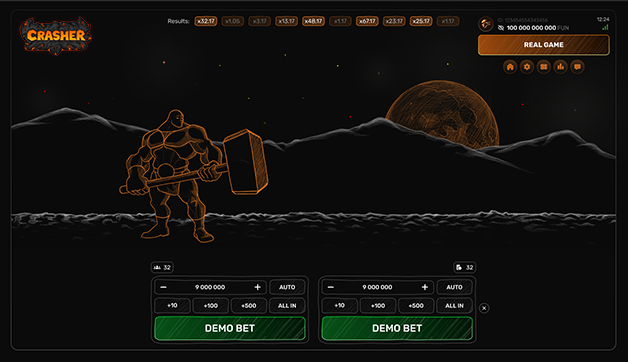 CRASHER
Results: x32.17 x1.05 x3.17 x13.17 x48.17 x1.17 x67.17 x23.17 x25.17 x1.17
12:24
100 000 000 000 FUN
REAL GAME
32
32
− 9 000 000 + AUTO
+10 +100 +500 ALL IN
DEMO BET
− 9 000 000 + AUTO
+10 +100 +500 ALL IN
DEMO BET